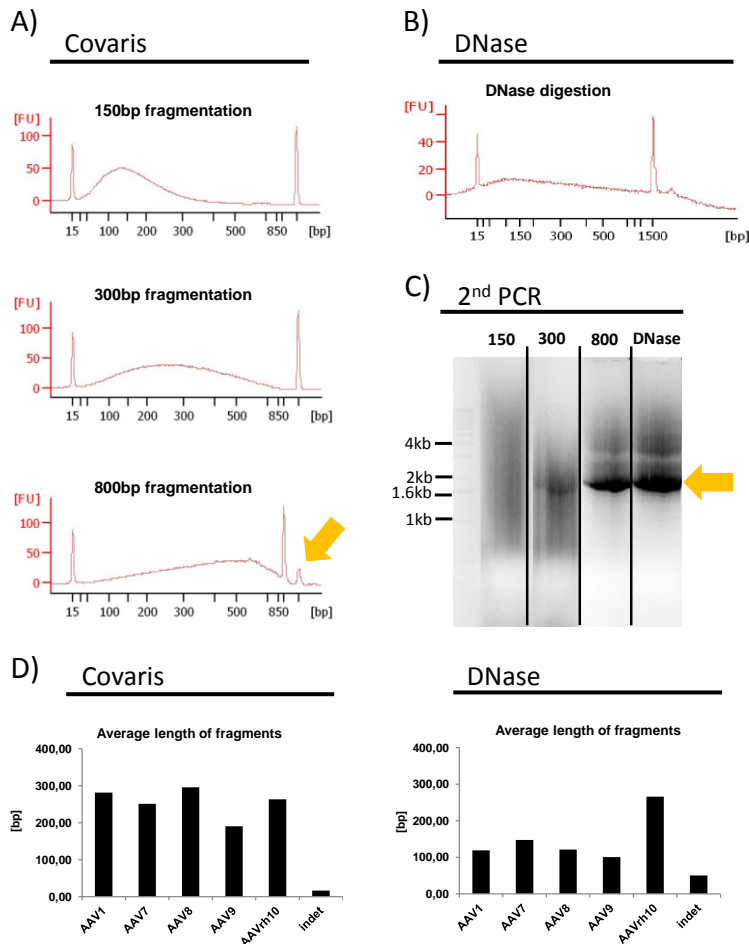 A)
Covaris
150bp fragmentation
[FU]
100
50
0
15 100 150 200 300 500 850 [bp]
300bp fragmentation
[FU]
100
50
0
15 100 150 200 300 500 850 [bp]
800bp fragmentation
[FU]
100
50
0
15 100 150 200 300 500 850 [bp]
B)
DNase
DNase digestion
[FU]
40
20
0
15 150 300 500 1500 [bp]
C)
2nd PCR
150 300 800 DNase
4kb
2kb
1.6kb
1kb
D)
Covaris
Average length of fragments
[bp]
400,00
300,00
200,00
100,00
0,00
AAV1 AAV7 AAV8 AAV9 AAVrh10 indet
DNase
Average length of fragments
[bp]
400,00
300,00
200,00
100,00
0,00
AAV1 AAV7 AAV8 AAV9 AAVrh10 indet